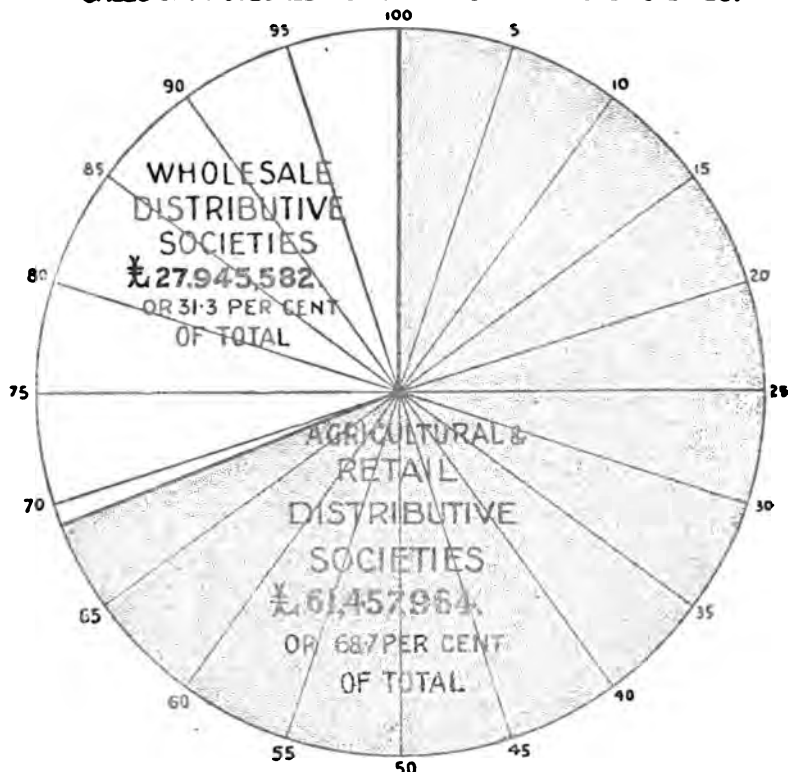 100
95
5
90
10
85
15
WHOLESALE
DISTRIBUTIVE
SOCIETIES
£27.945,582.
OR 31·3 PER CENT
OF TOTAL
80
20
75
25
AGRICULTURAL &
RETAIL
DISTRIBUTIVE
SOCIETIES
£61,457,984.
OR 68·7 PER CENT
OF TOTAL
70
30
65
35
60
40
55
45
50